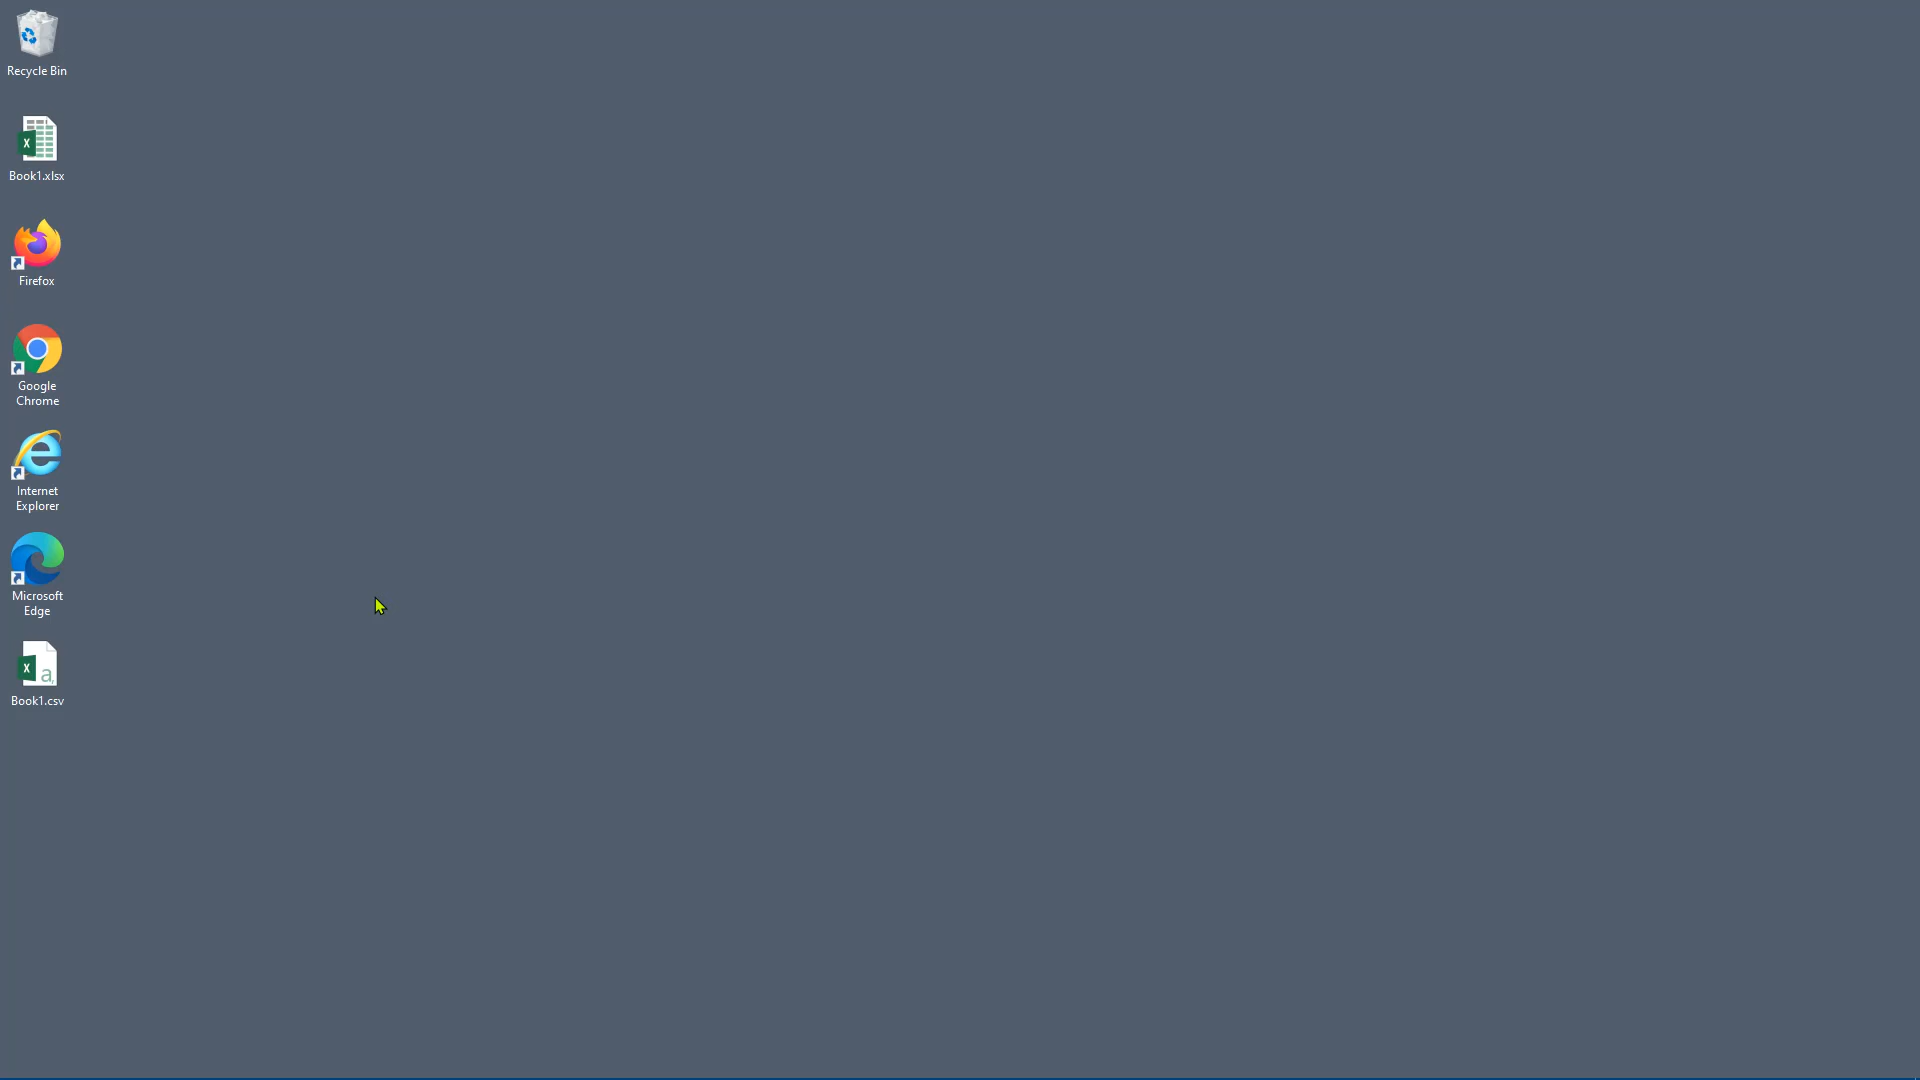 Recycle Bin
Book1.xlsx
Firefox
Google
Chrome
Internet
Explorer
Microsoft
Edge
Book1.csv